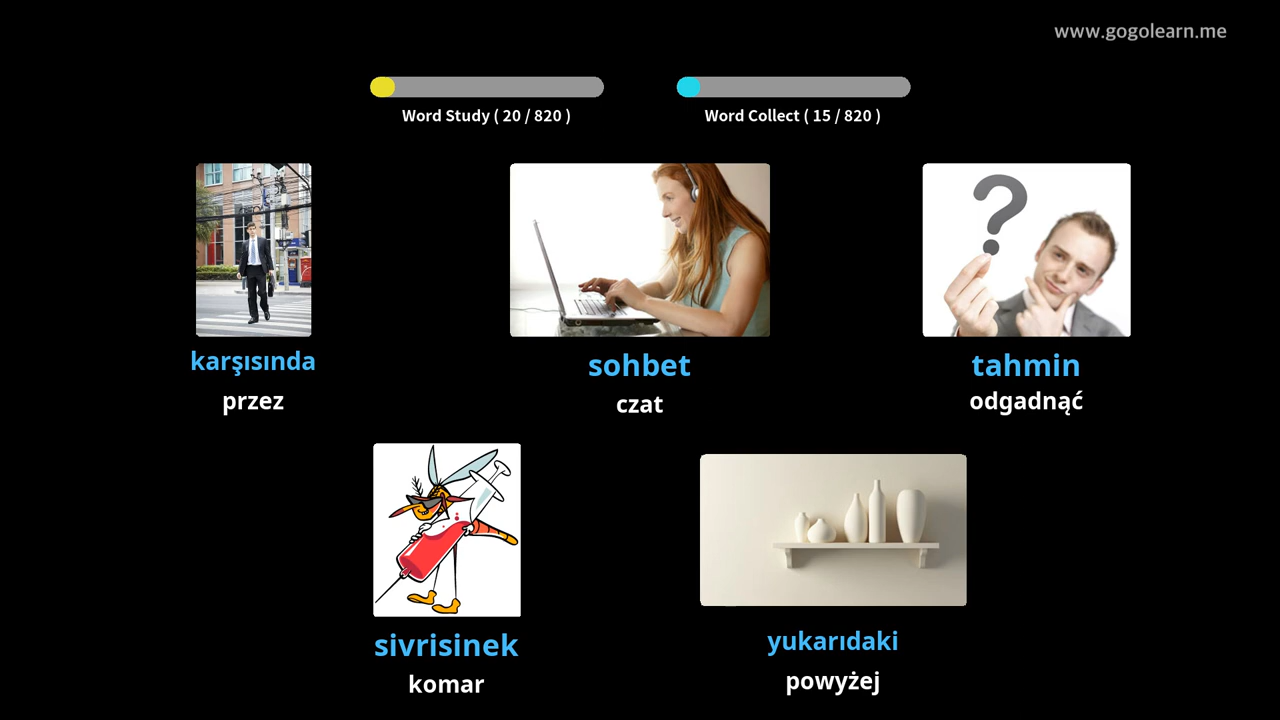 www.gogolearn.me
Word Study ( 20 / 820 )
Word Collect ( 15 / 820 )
karşısında
przez
sohbet
czat
tahmin
odgadnąć
sivrisinek
komar
yukarıdaki
powyżej